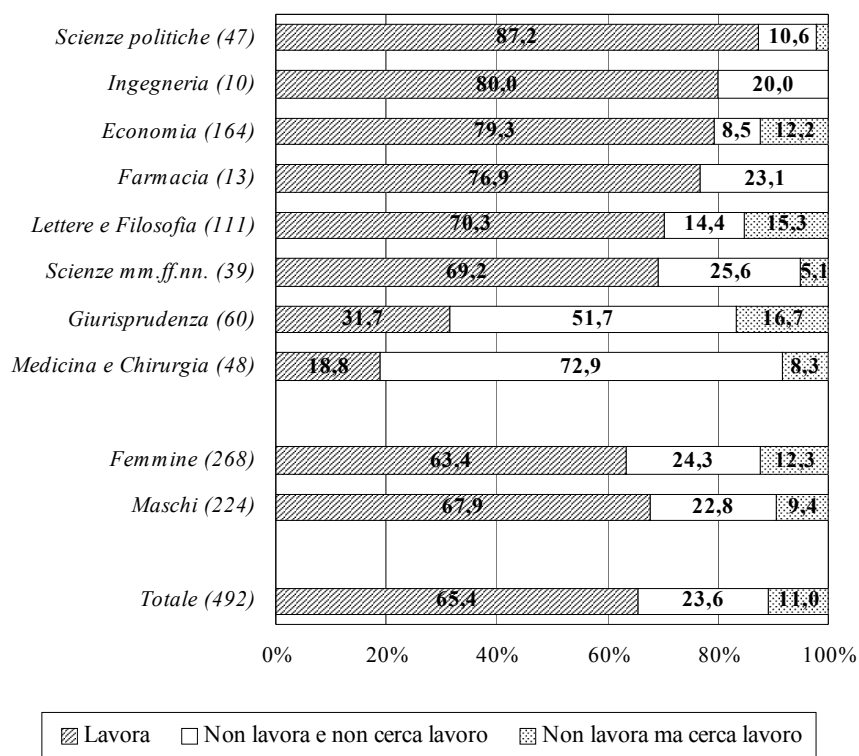 Scienze politiche (47) 87,2 10,6
Ingegneria (10) 80,0 20,0
Economia (164) 79,3 8,5 12,2
Farmacia (13) 76,9 23,1
Lettere e Filosofia (111) 70,3 14,4 15,3
Scienze mm.ff.nn. (39) 69,2 25,6 5,1
Giurisprudenza (60) 31,7 51,7 16,7
Medicina e Chirurgia (48) 18,8 72,9 8,3
Femmine (268) 63,4 24,3 12,3
Maschi (224) 67,9 22,8 9,4
Totale (492) 65,4 23,6 11,0
0% 20% 40% 60% 80% 100%
Lavora Non lavora e non cerca lavoro Non lavora ma cerca lavoro